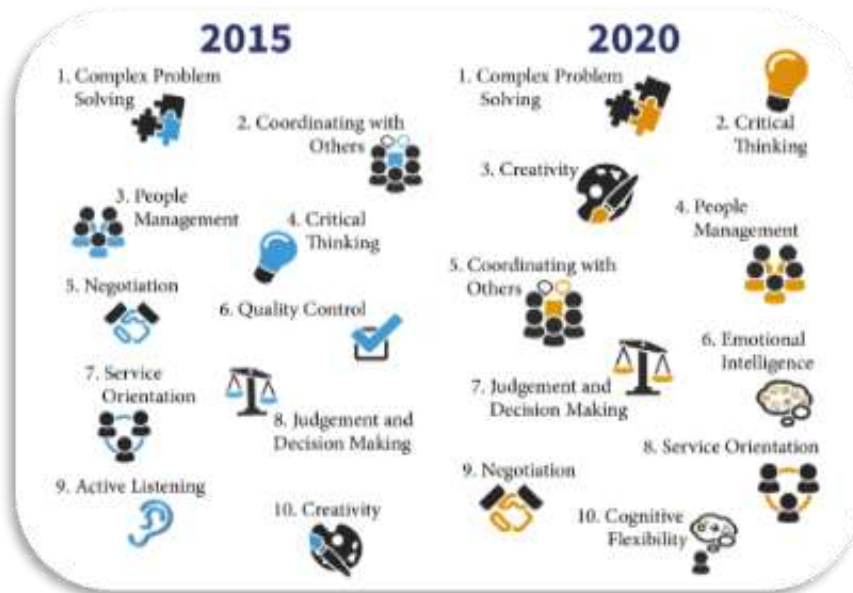 2015
1. Complex Problem
Solving
2. Coordinating with
Others
3. People
Management
4. Critical
Thinking
5. Negotiation
6. Quality Control
7. Service
Orientation
8. Judgement and
Decision Making
9. Active Listening
10. Creativity
2020
1. Complex Problem
Solving
2. Critical
Thinking
3. Creativity
4. People
Management
5. Coordinating with
Others
6. Emotional
Intelligence
7. Judgement and
Decision Making
8. Service Orientation
9. Negotiation
10. Cognitive
Flexibility